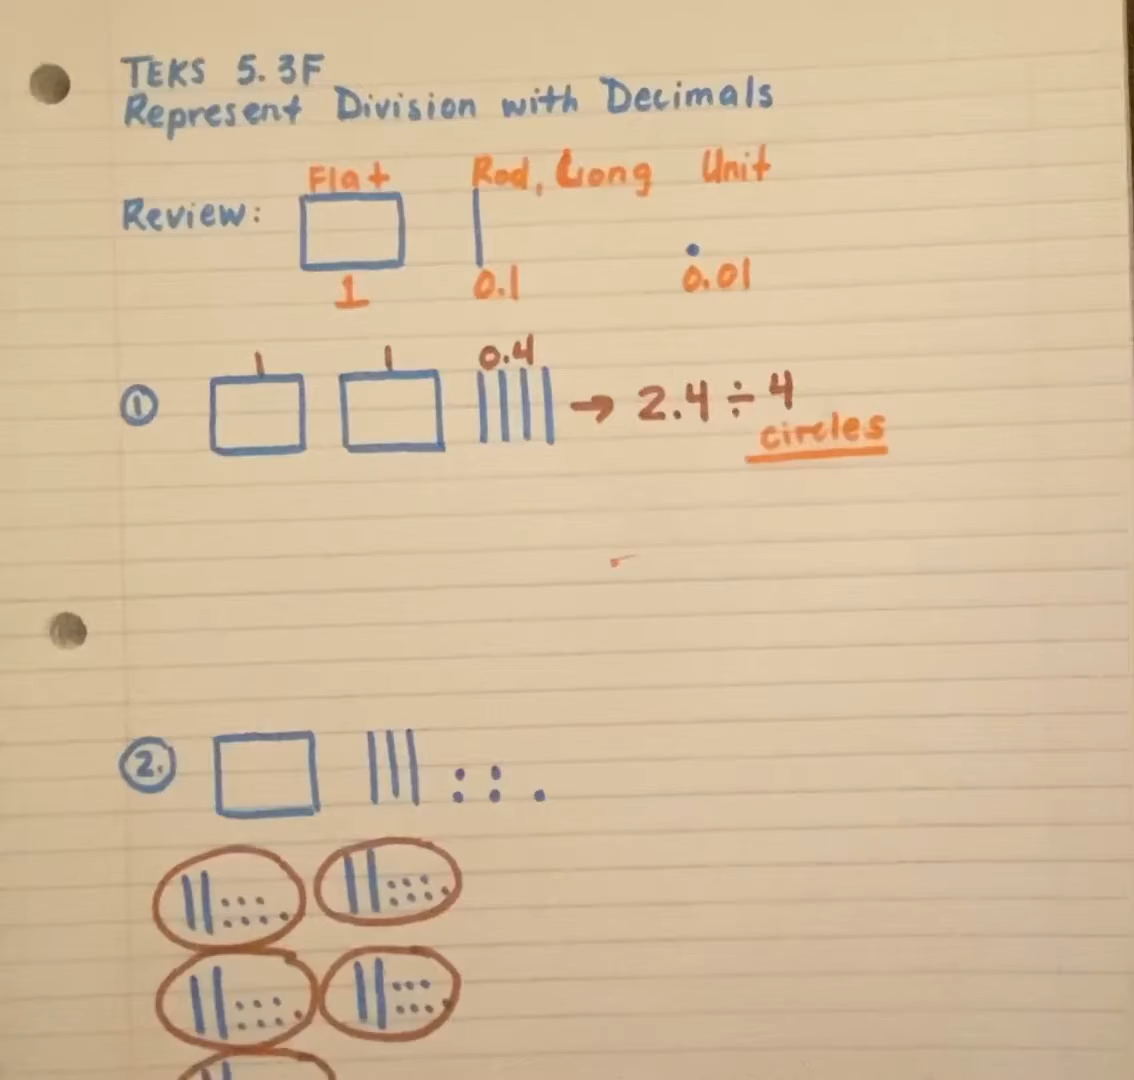 TEKS 5.3F
Represent Division with Decimals
Flat Rod, Long Unit
Review:
1 0.1 0.01
1 1 0.4
① → 2.4 ÷ 4
circles
②.